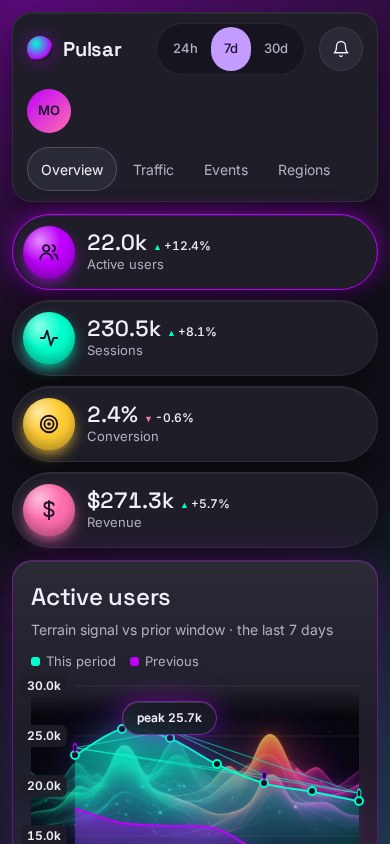 Pulsar
24h 7d 30d
MO
Overview Traffic Events Regions
22.0k ▲ +12.4%
Active users
230.5k ▲ +8.1%
Sessions
2.4% ▼ -0.6%
Conversion
$271.3k ▲ +5.7%
Revenue
Active users
Terrain signal vs prior window · the last 7 days
This period Previous
30.0k
peak 25.7k
25.0k
20.0k
15.0k